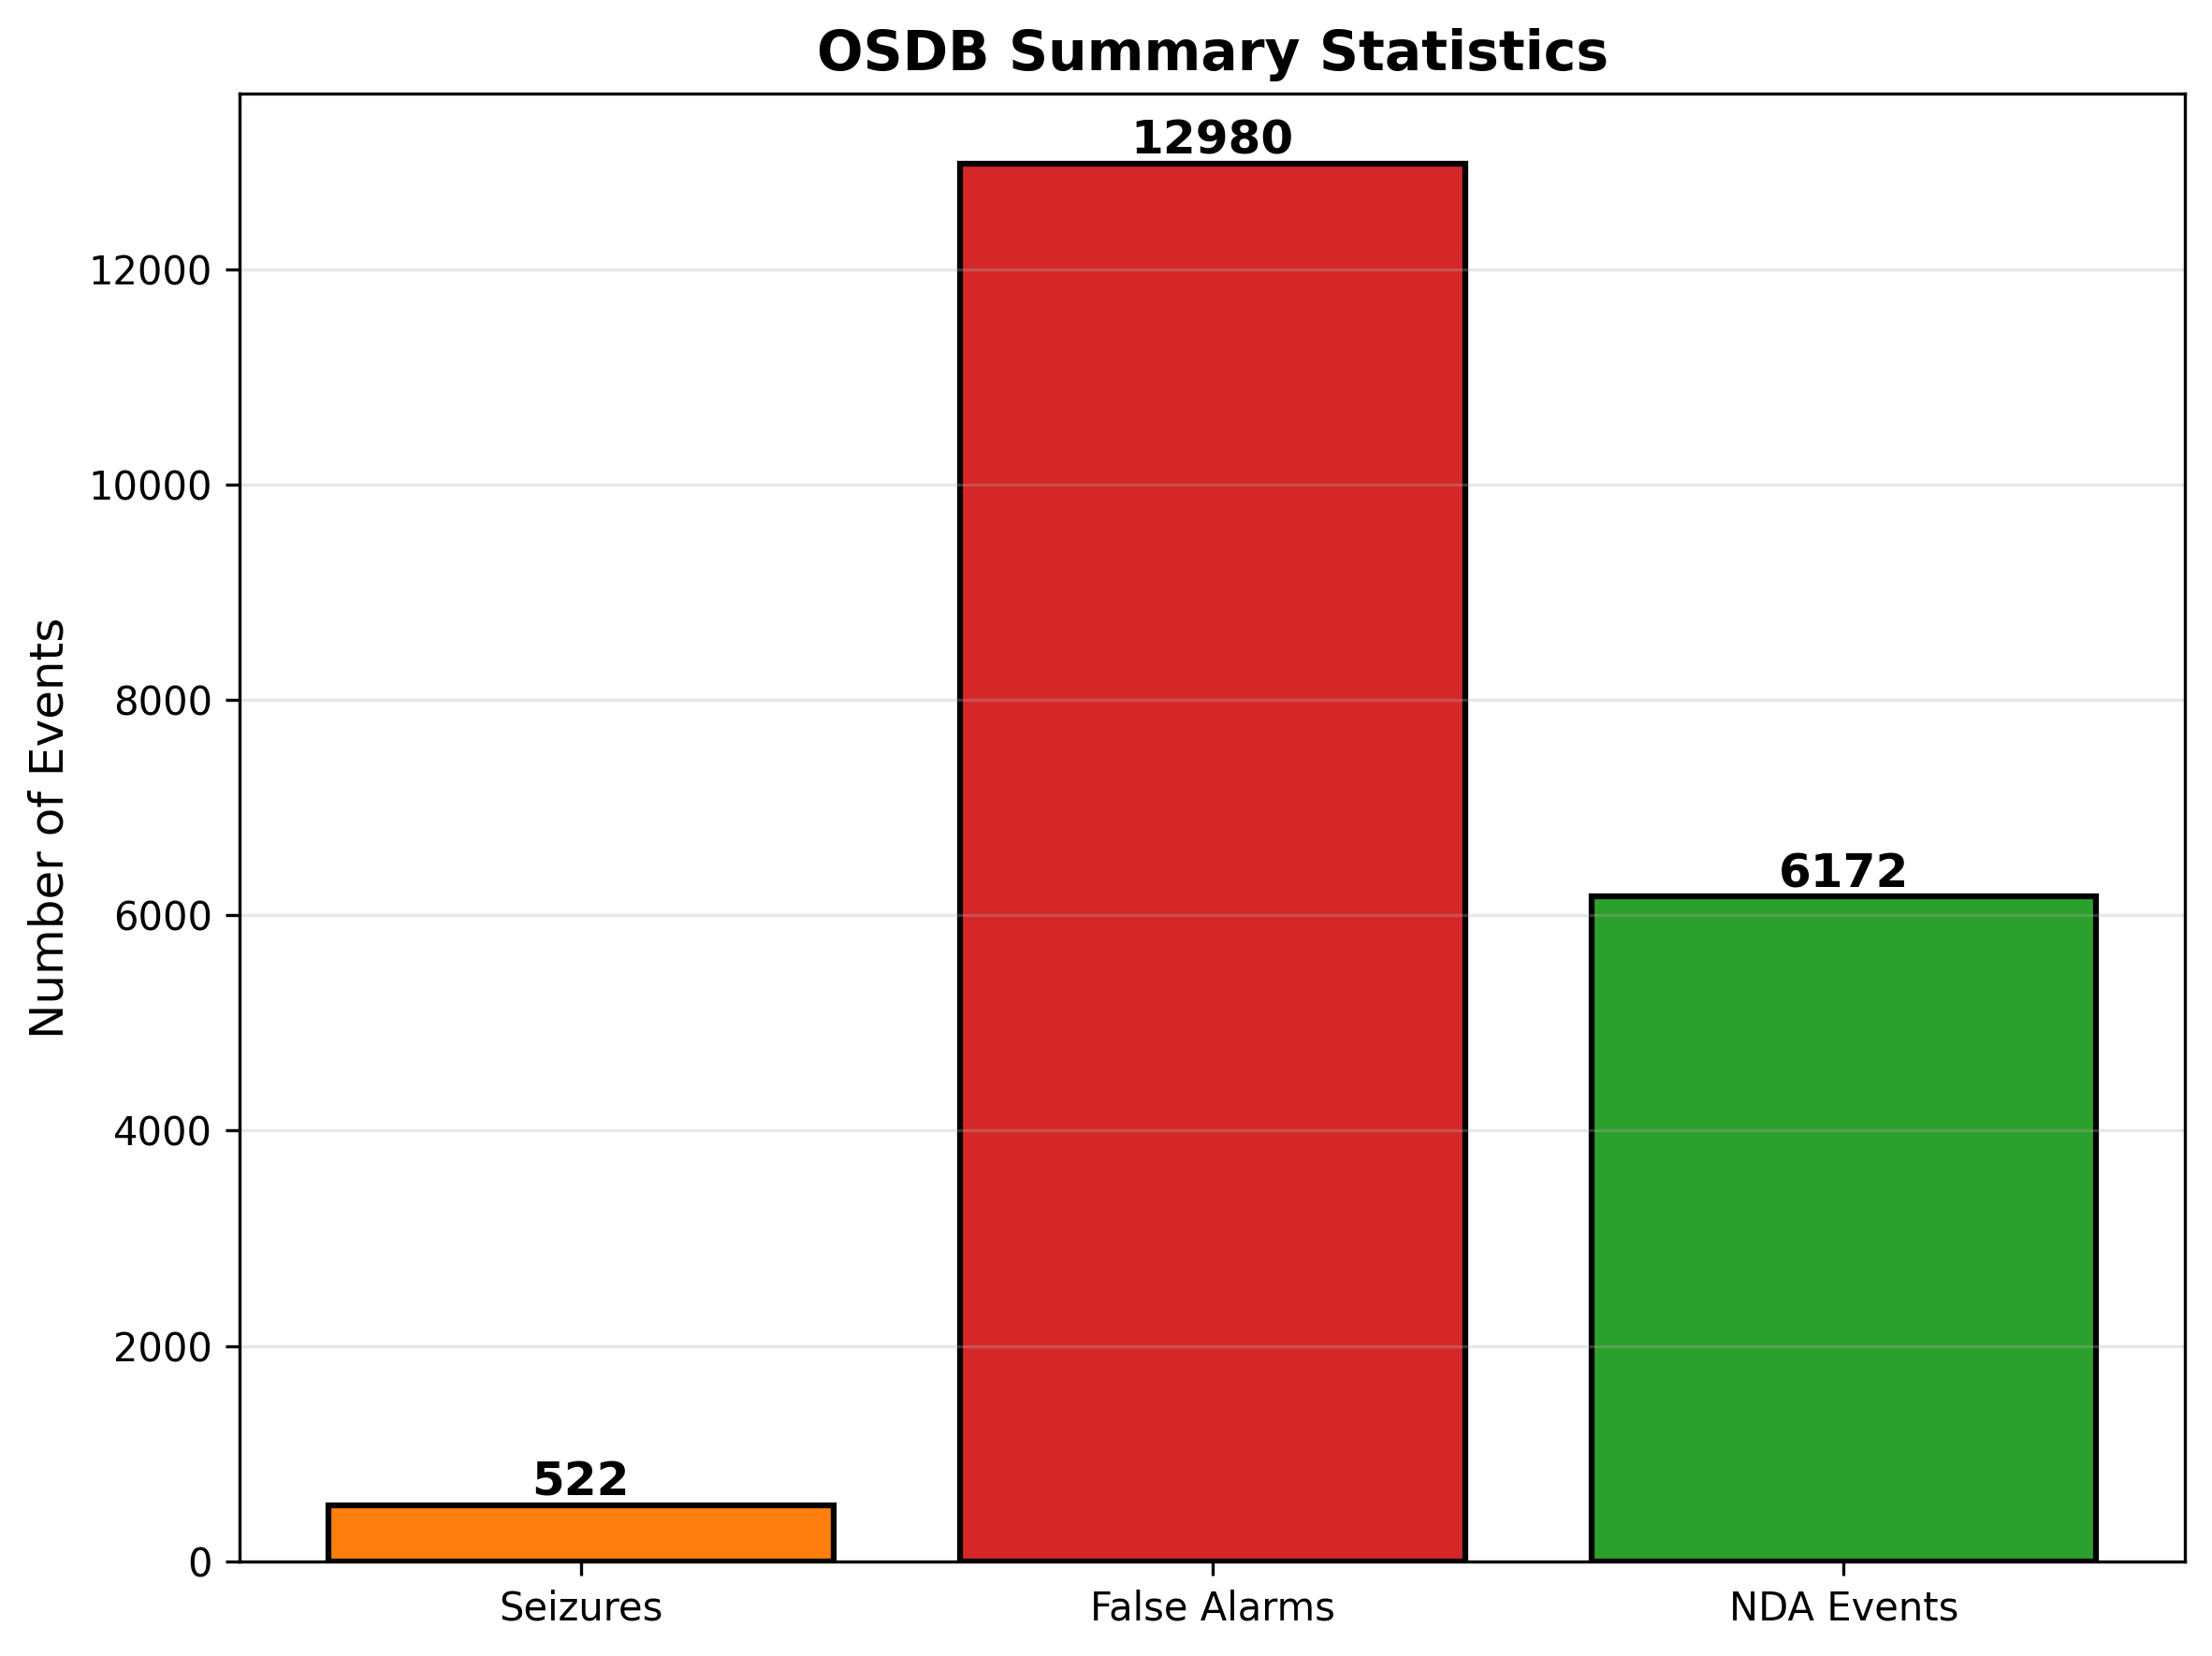 OSDB Summary Statistics
Number of Events
12000
10000
8000
6000
4000
2000
0
522
12980
6172
Seizures
False Alarms
NDA Events